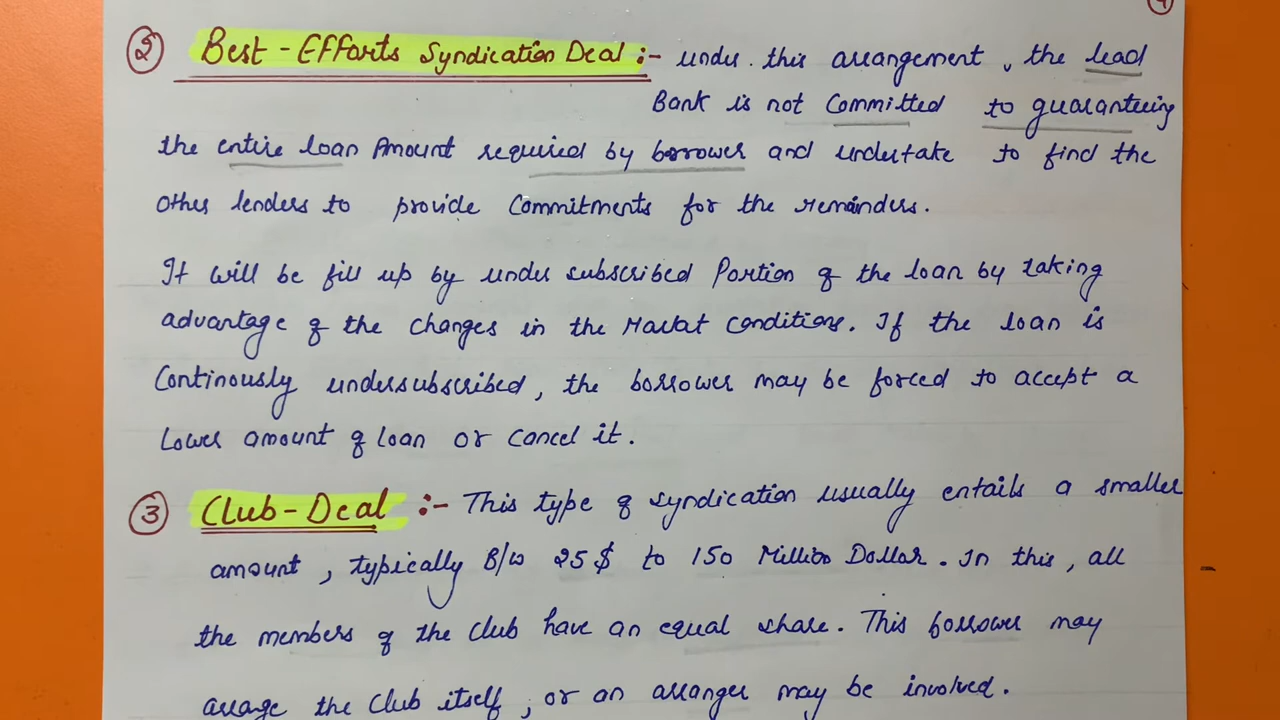 ② Best-Efforts Syndication Deal :- under this arrangement, the lead
Bank is not Committed to guaranteeing
the entire loan Amount required by borrower and undertake to find the
other lenders to provide Commitments for the remainders.
It will be fill up by under subscribed Portion of the loan by taking
advantage of the changes in the Market Conditions. If the loan is
Continously undersubscribed, the borrower may be forced to accept a
Lower amount of loan or Cancel it.
③ Club-Deal :- This type of syndication usually entails a smaller
amount, typically B/w 25$ to 150 Million Dollar. In this, all
the members of the Club have an equal share. This borrower may
arrage the Club itself, or an arranger may be involved.